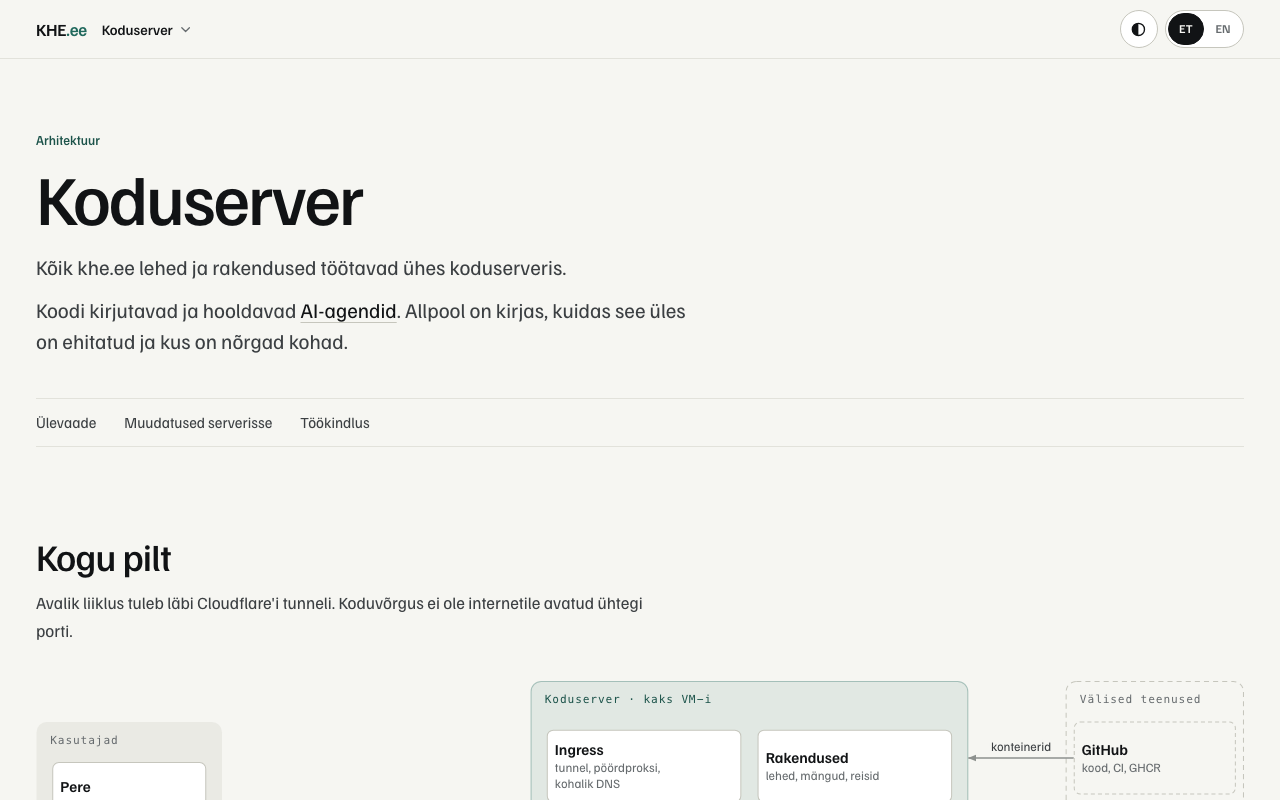 KHE.ee Koduserver
ET EN
Arhitektuur
Koduserver
Kõik khe.ee lehed ja rakendused töötavad ühes koduserveris.
Koodi kirjutavad ja hooldavad AI-agendid. Allpool on kirjas, kuidas see üles
on ehitatud ja kus on nõrgad kohad.
Ülevaade Muudatused serverisse Töökindlus
Kogu pilt
Avalik liiklus tuleb läbi Cloudflare'i tunneli. Koduvõrgus ei ole internetile avatud ühtegi
porti.
Kasutajad
Pere
Koduserver · kaks VM-i
Ingress
tunnel, pöördproksi,
kohalik DNS
Rakendused
lehed, mängud, reisid
konteinerid
Välised teenused
GitHub
kood, CI, GHCR